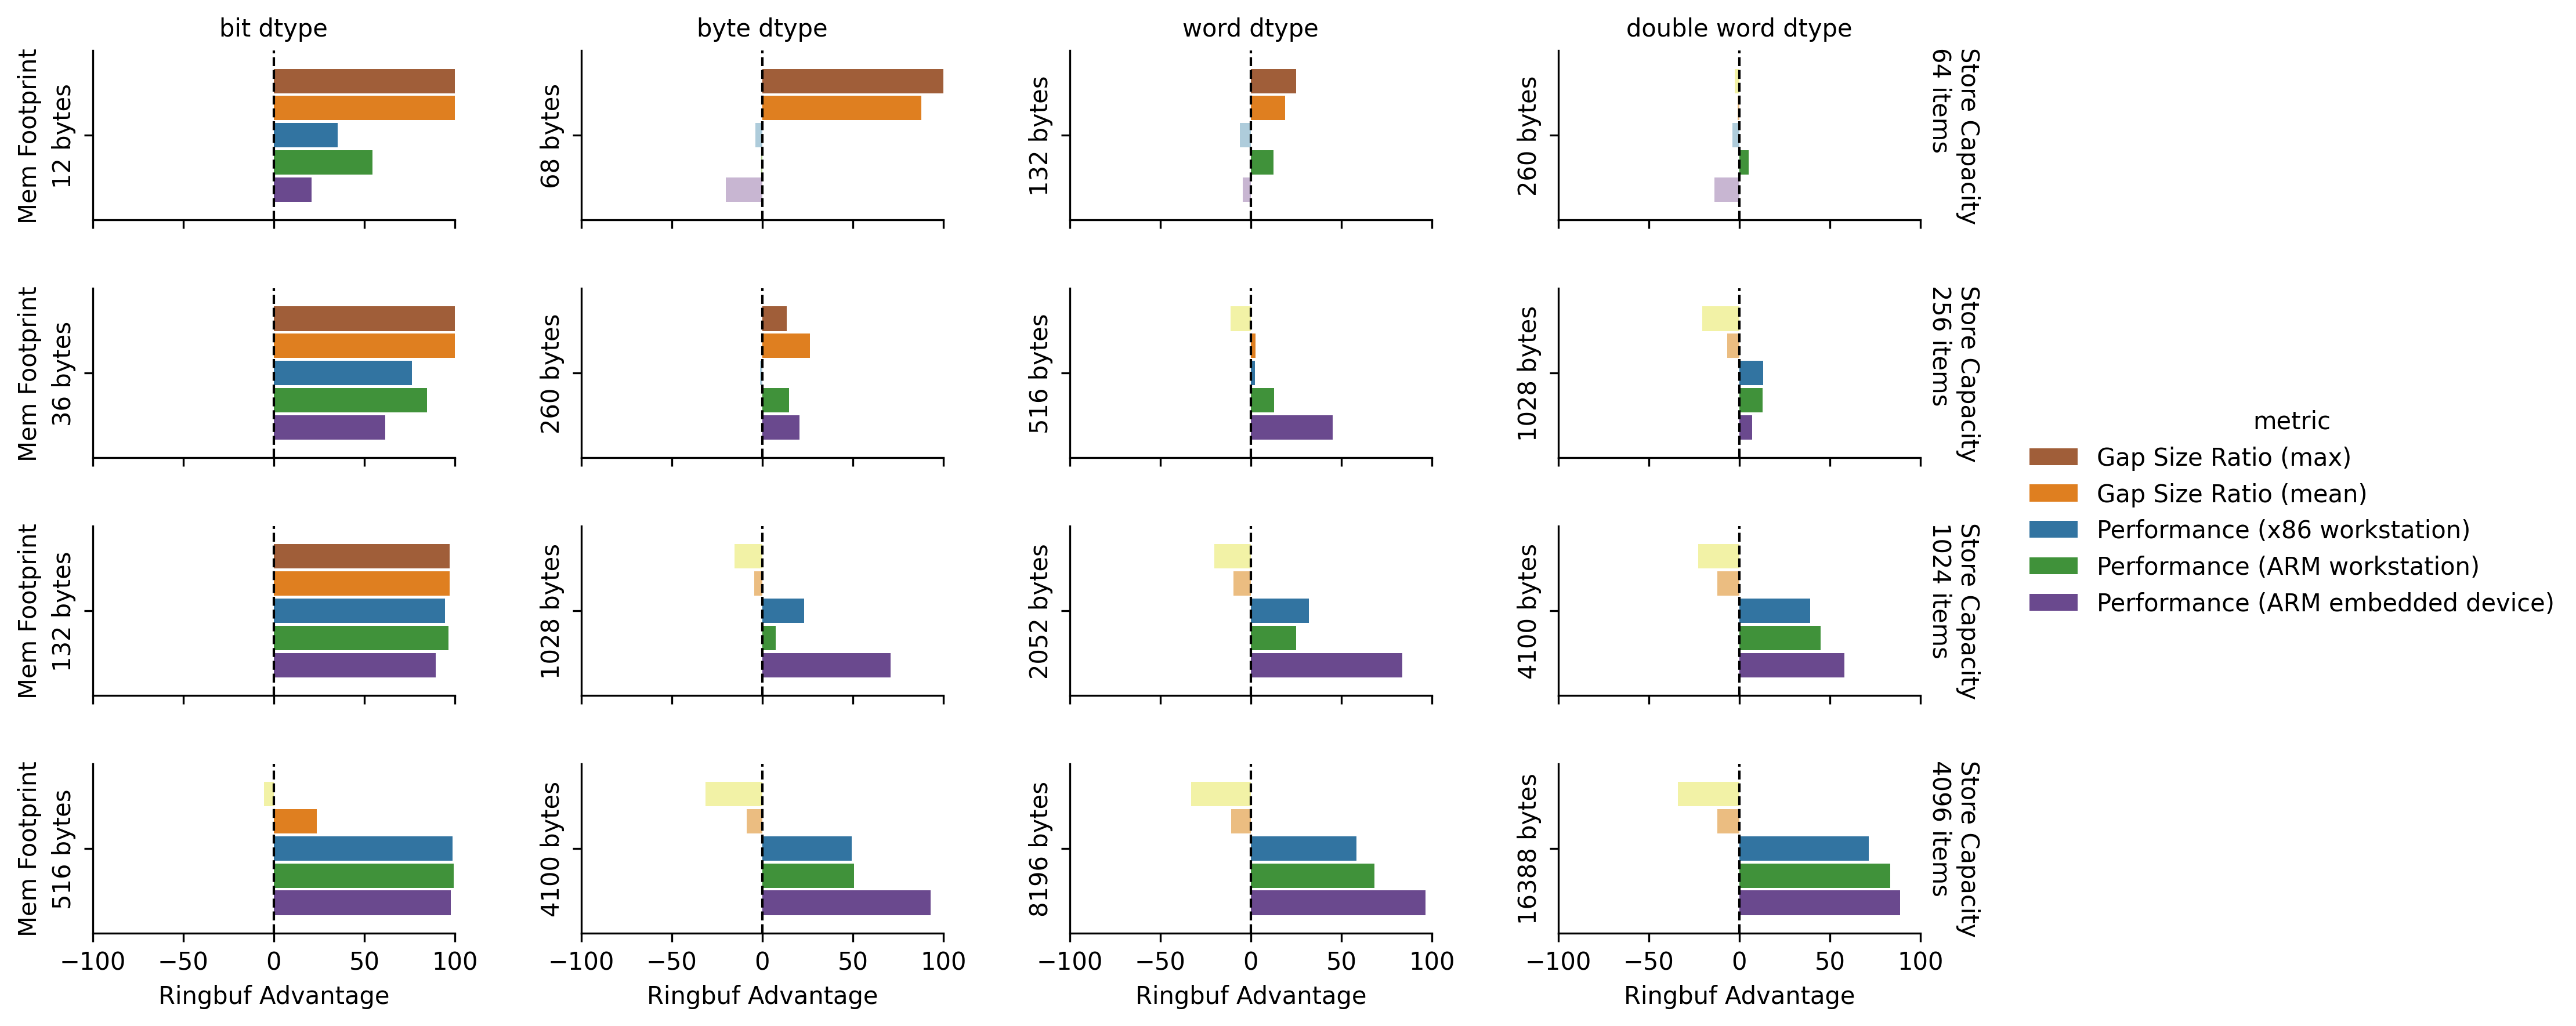 bit dtype
byte dtype
word dtype
double word dtype
Mem Footprint
12 bytes
68 bytes
132 bytes
260 bytes
Store Capacity
64 items
Mem Footprint
36 bytes
260 bytes
516 bytes
1028 bytes
Store Capacity
256 items
Mem Footprint
132 bytes
1028 bytes
2052 bytes
4100 bytes
Store Capacity
1024 items
Mem Footprint
516 bytes
4100 bytes
8196 bytes
16388 bytes
Store Capacity
4096 items
−100 −50 0 50 100
−100 −50 0 50 100
−100 −50 0 50 100
−100 −50 0 50 100
Ringbuf Advantage
Ringbuf Advantage
Ringbuf Advantage
Ringbuf Advantage
metric
Gap Size Ratio (max)
Gap Size Ratio (mean)
Performance (x86 workstation)
Performance (ARM workstation)
Performance (ARM embedded device)